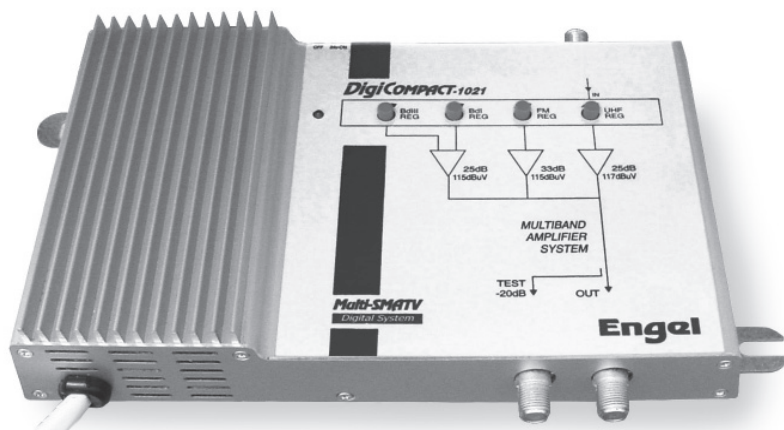 DigiCOMPACT-1021
IN
BdIII REG
BdI REG
FM REG
UHF REG
25dB
115dBuV
33dB
115dBuV
25dB
117dBuV
MULTIBAND
AMPLIFIER
SYSTEM
TEST
-20dB
OUT
Multi-SMATV
Digital System
Engel